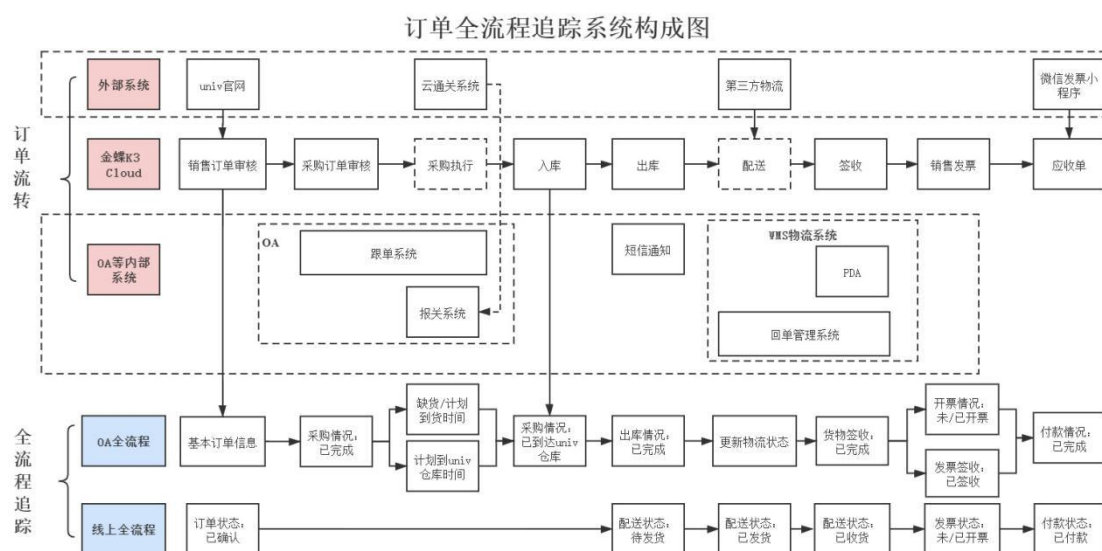 订单全流程追踪系统构成图
订单流转
外部系统
univ官网
云通关系统
第三方物流
微信发票小
程序
金蝶K3
Cloud
销售订单审核
采购订单审核
采购执行
入库
出库
配送
签收
销售发票
应收单
OA等内部
系统
OA
跟单系统
报关系统
短信通知
WMS物流系统
PDA
回单管理系统
全流程追踪
OA全流程
基本订单信息
采购情况：
已完成
缺货/计划
到货时间
计划到univ
仓库时间
采购情况：
已到达univ
仓库
出库情况：
已完成
更新物流状态
货物签收：
已完成
开票情况：
未/已开票
发票签收：
已签收
付款情况：
已完成
线上全流程
订单状态：
已确认
配送状态：
待发货
配送状态：
已发货
配送状态：
已收货
发票状态：
未/已开票
付款状态：
已付款